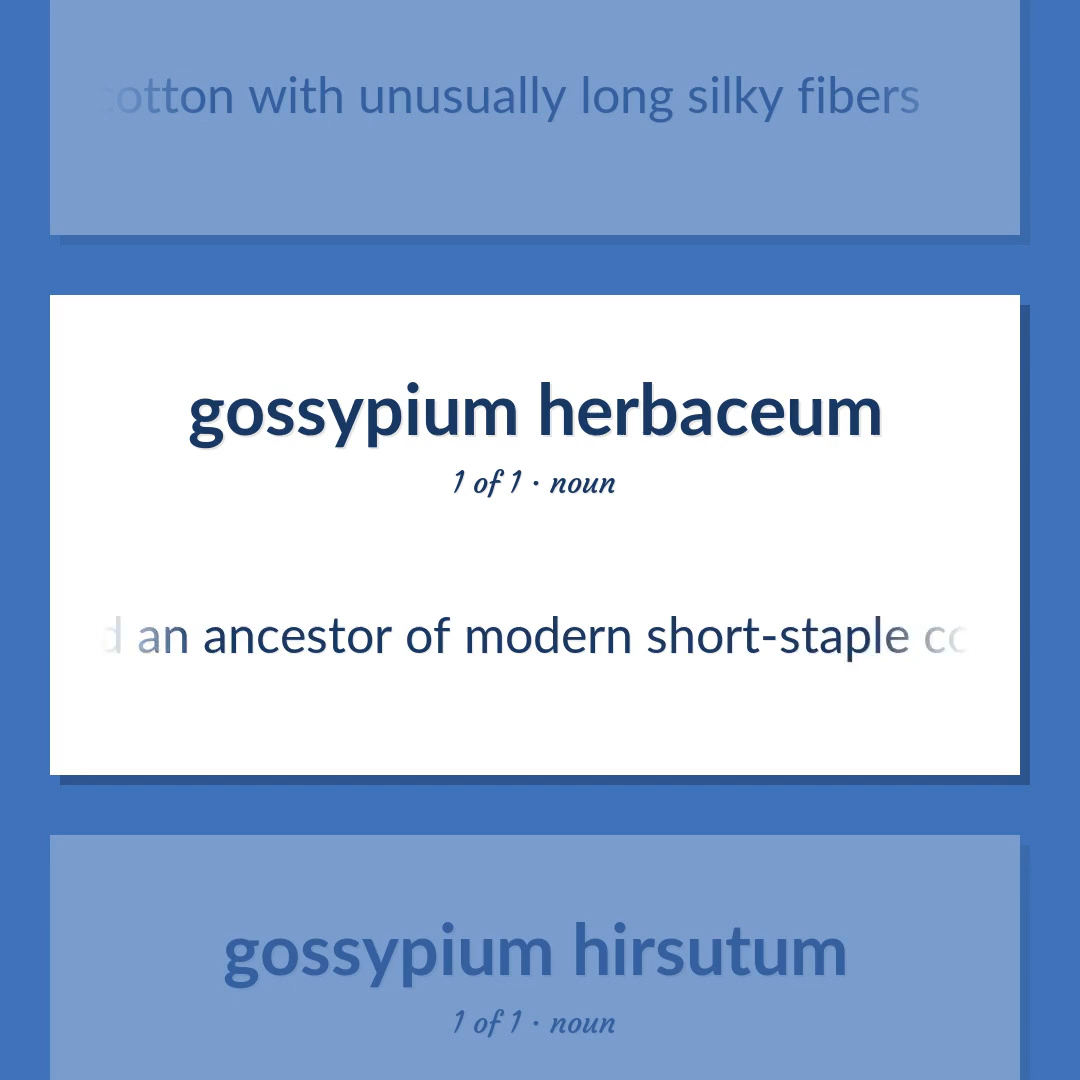 cotton with unusually long silky fibers
gossypium herbaceum
1 of 1 · noun
an ancestor of modern short-staple
gossypium hirsutum
1 of 1 · noun